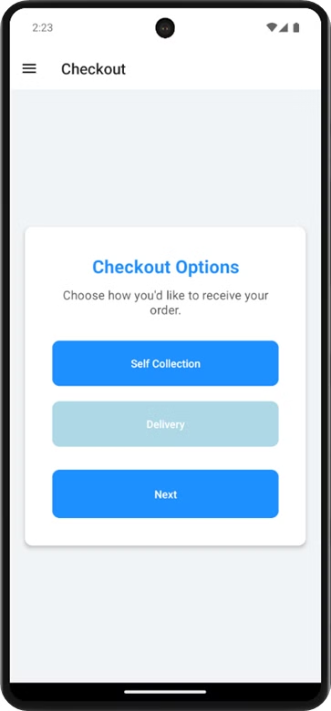 2:23
Checkout
Checkout Options
Choose how you'd like to receive your
order.
Self Collection
Delivery
Next